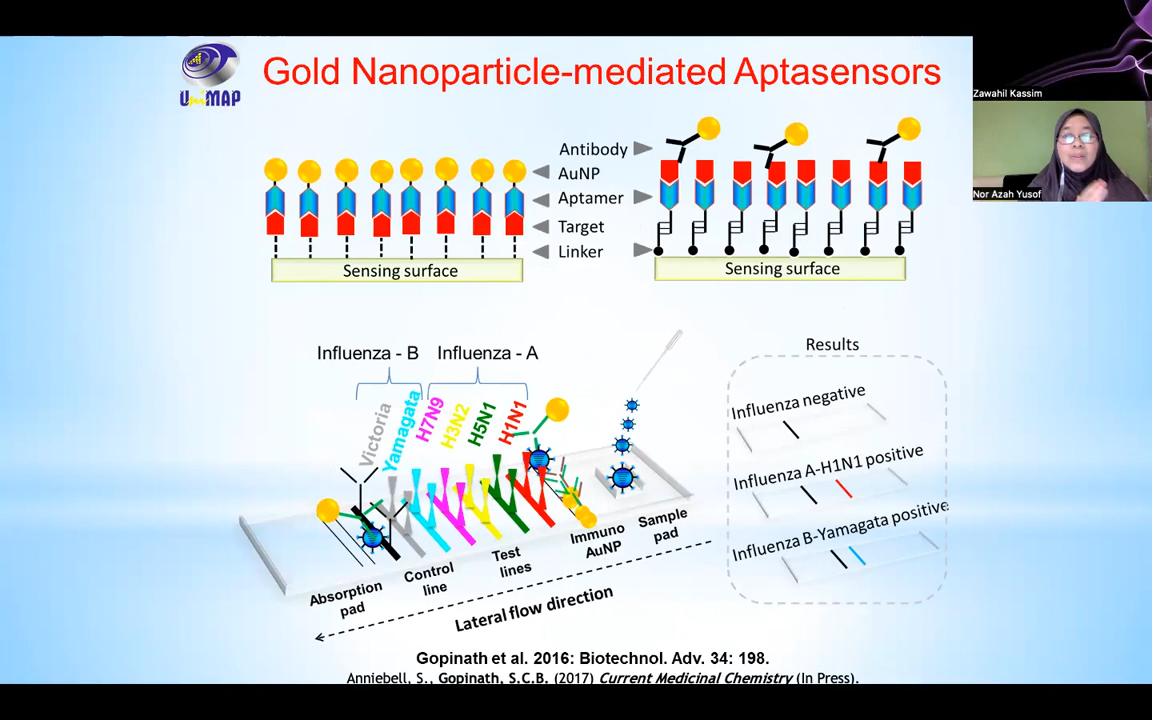 UniMAP
Gold Nanoparticle-mediated Aptasensors
Zawahil Kassim
Nor Azah Yusof
Antibody
AuNP
Aptamer
Target
Linker
Sensing surface
Sensing surface
Influenza - B
Influenza - A
Victoria
Yamagata
H7N9
H3N2
H5N1
H1N1
Absorption
pad
Control
line
Test
lines
Immuno
AuNP
Sample
pad
Lateral flow direction
Results
Influenza negative
Influenza A-H1N1 positive
Influenza B-Yamagata positive
Gopinath et al. 2016: Biotechnol. Adv. 34: 198.
Anniebell, S., Gopinath, S.C.B. (2017) Current Medicinal Chemistry (In Press).